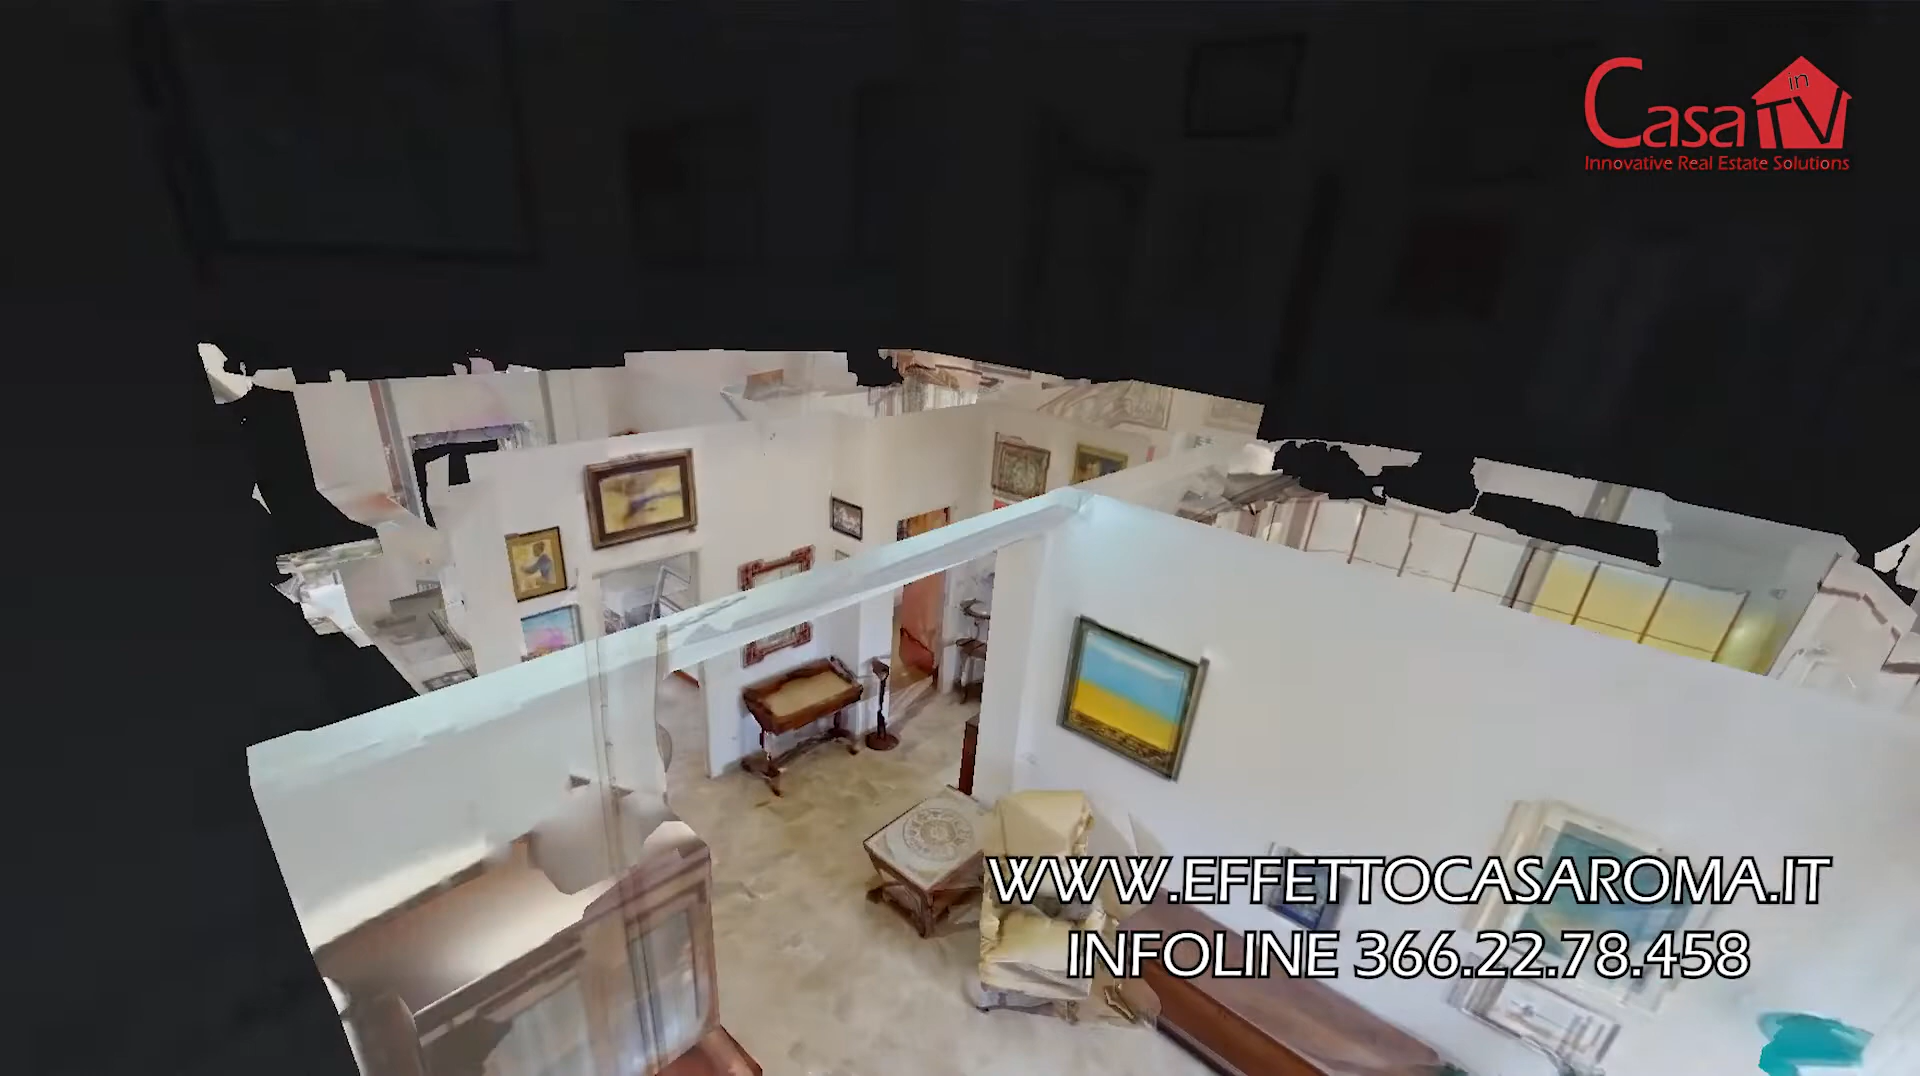 Casa in TV
Innovative Real Estate Solutions
WWW.EFFETTOCASAROMA.IT
INFOLINE 366.22.78.458